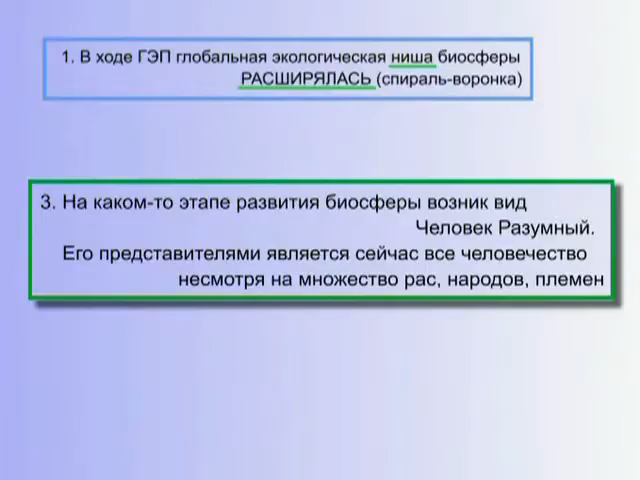 1. В ходе ГЭП глобальная экологическая ниша биосферы
РАСШИРЯЛАСЬ (спираль-воронка)
3. На каком-то этапе развития биосферы возник вид
Человек Разумный.
Его представителями является сейчас все человечество
несмотря на множество рас, народов, племен